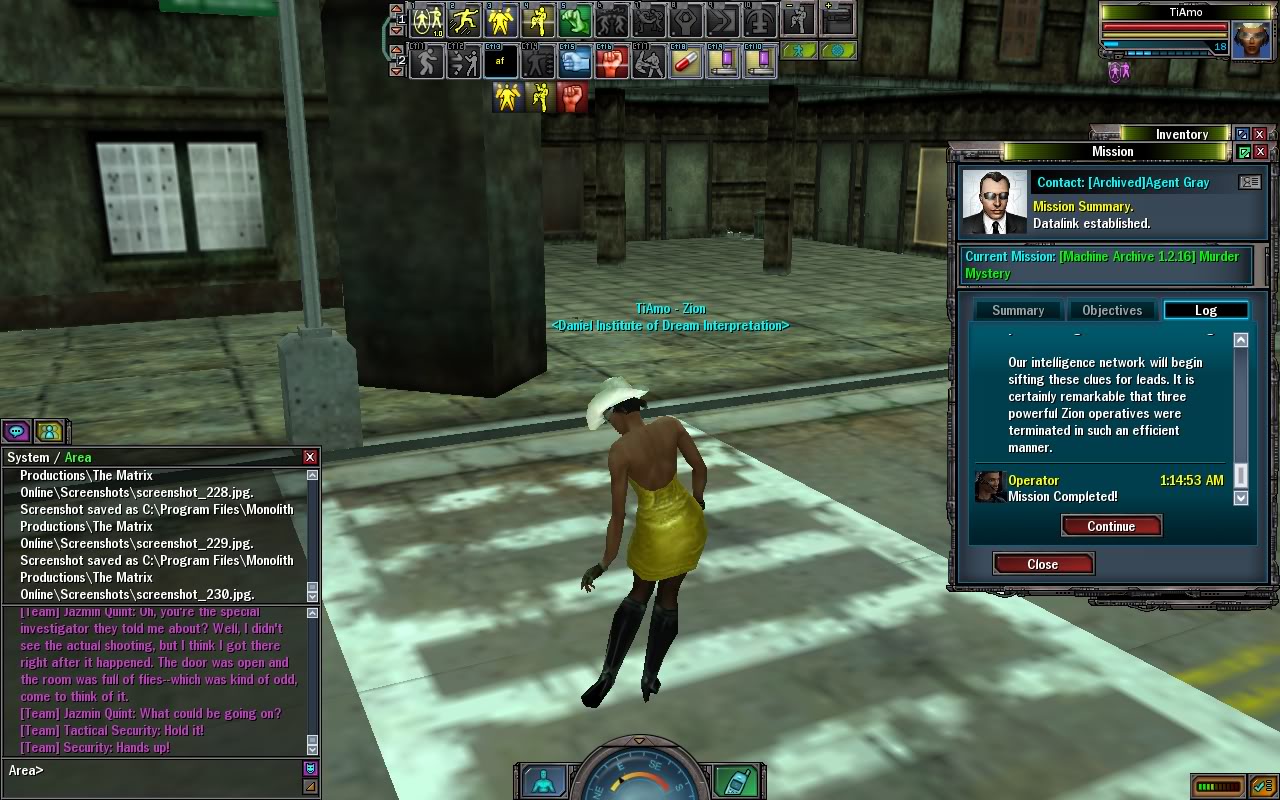 TiAmo
18
1
2
1.0
af
Inventory
Mission
Contact: [Archived]Agent Gray
Mission Summary.
Datalink established.
Current Mission: [Machine Archive 1.2.16] Murder
Mystery
Summary
Objectives
Log
Our intelligence network will begin
sifting these clues for leads. It is
certainly remarkable that three
powerful Zion operatives were
terminated in such an efficient
manner.
Operator
1:14:53 AM
Mission Completed!
Continue
Close
TiAmo - Zion
<Daniel Institute of Dream Interpretation>
System / Area
Productions\The Matrix
Online\Screenshots\screenshot_228.jpg.
Screenshot saved as C:\Program Files\Monolith
Productions\The Matrix
Online\Screenshots\screenshot_229.jpg.
Screenshot saved as C:\Program Files\Monolith
Productions\The Matrix
Online\Screenshots\screenshot_230.jpg.
[Team] Jazmin Quint: Oh, you're the special
investigator they told me about? Well, I didn't
see the actual shooting, but I think I got there
right after it happened. The door was open and
the room was full of flies--which was kind of odd,
come to think of it.
[Team] Jazmin Quint: What could be going on?
[Team] Tactical Security: Hold it!
[Team] Security: Hands up!
Area>
NE
E
SE
S